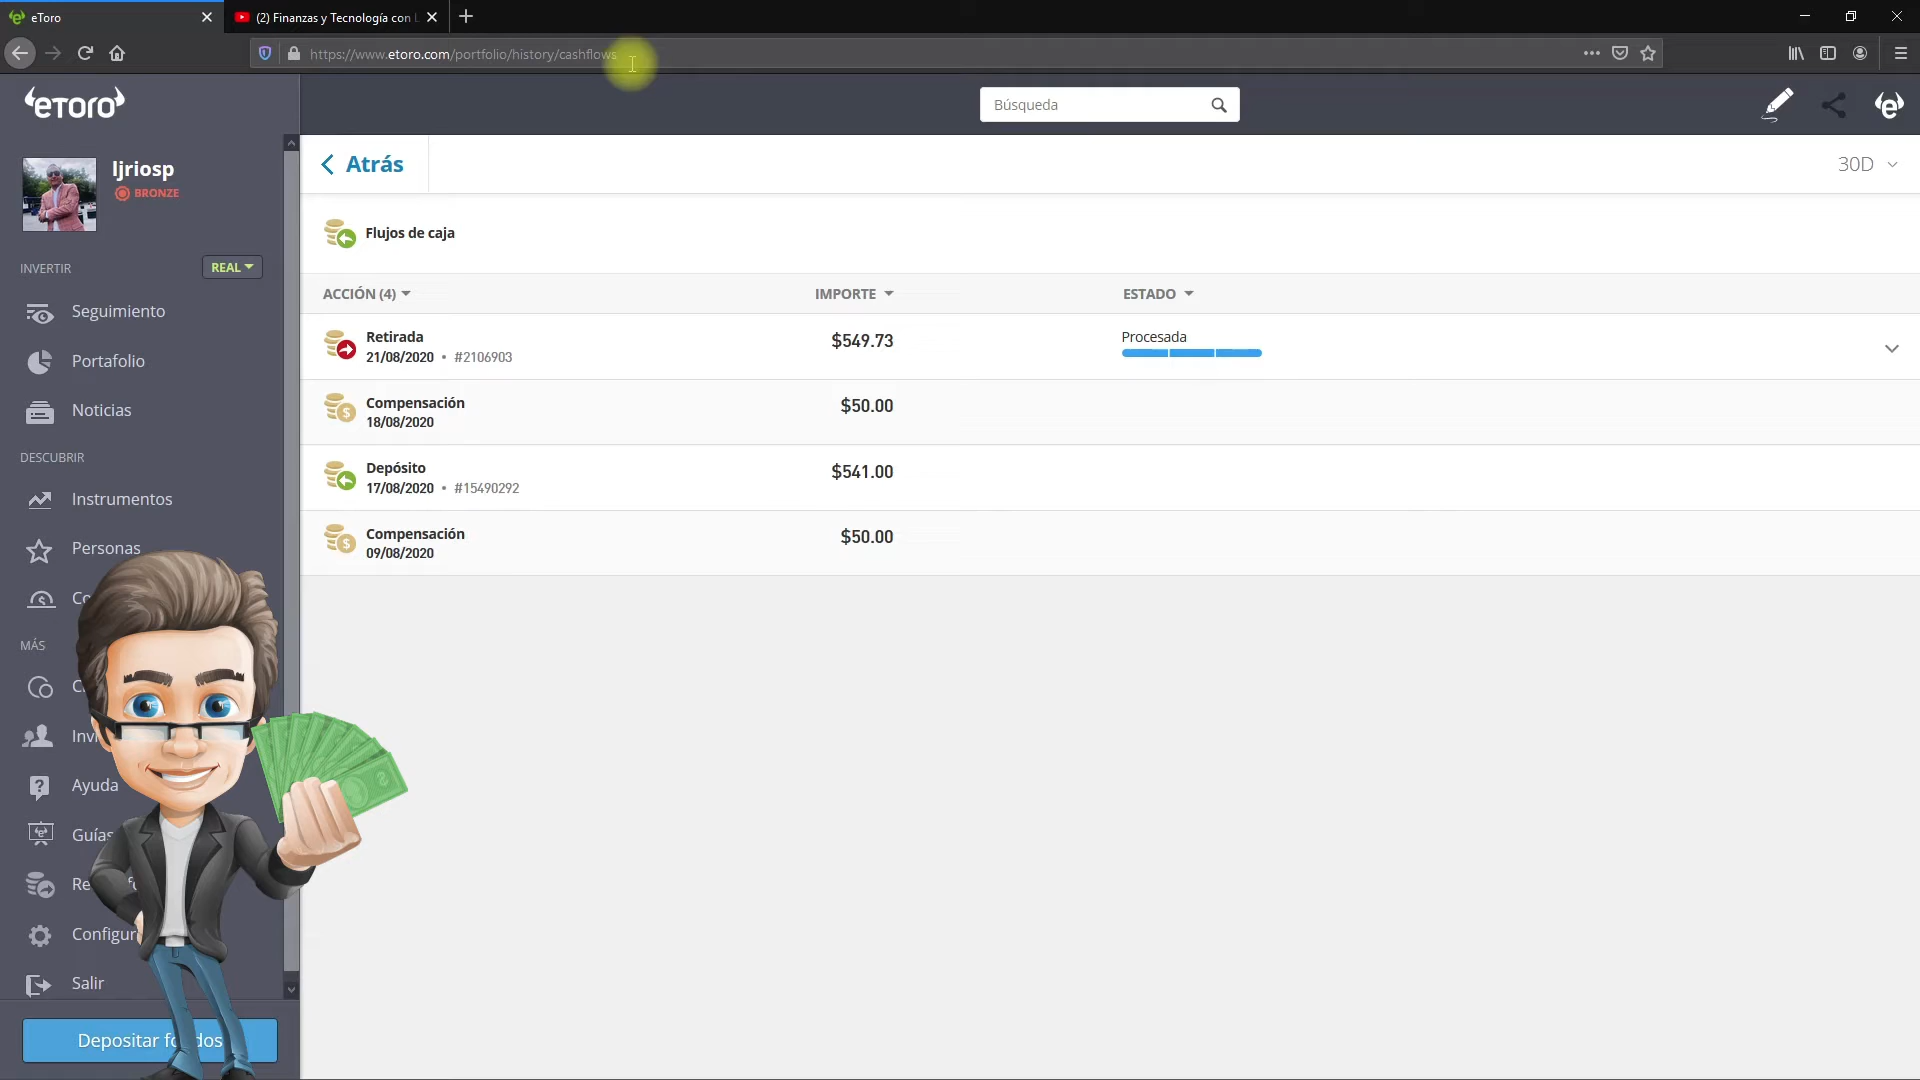 eToro
(2) Finanzas y Tecnología con
https://www.etoro.com/portfolio/history/cashflows
eToro
Búsqueda
ljriosp
BRONZE
Atrás
30D
Flujos de caja
INVERTIR
REAL
ACCIÓN (4)
IMPORTE
ESTADO
Seguimiento
Retirada
$549.73
Procesada
21/08/2020 • #2106903
Portafolio
Compensación
$50.00
18/08/2020
Noticias
DESCUBRIR
Depósito
$541.00
17/08/2020 • #15490292
Instrumentos
Compensación
$50.00
09/08/2020
Personas
MÁS
Ayuda
Guías
Configur
Salir
Depositar fo dos